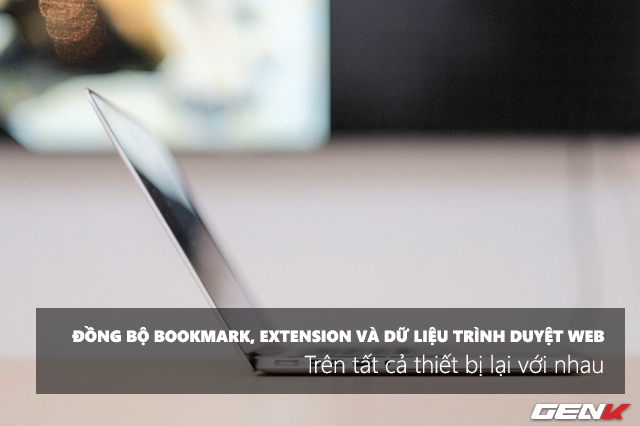 ĐỒNG BỘ BOOKMARK, EXTENSION VÀ DỮ LIỆU TRÌNH DUYỆT WEB
Trên tất cả thiết bị lại với nhau
GENK